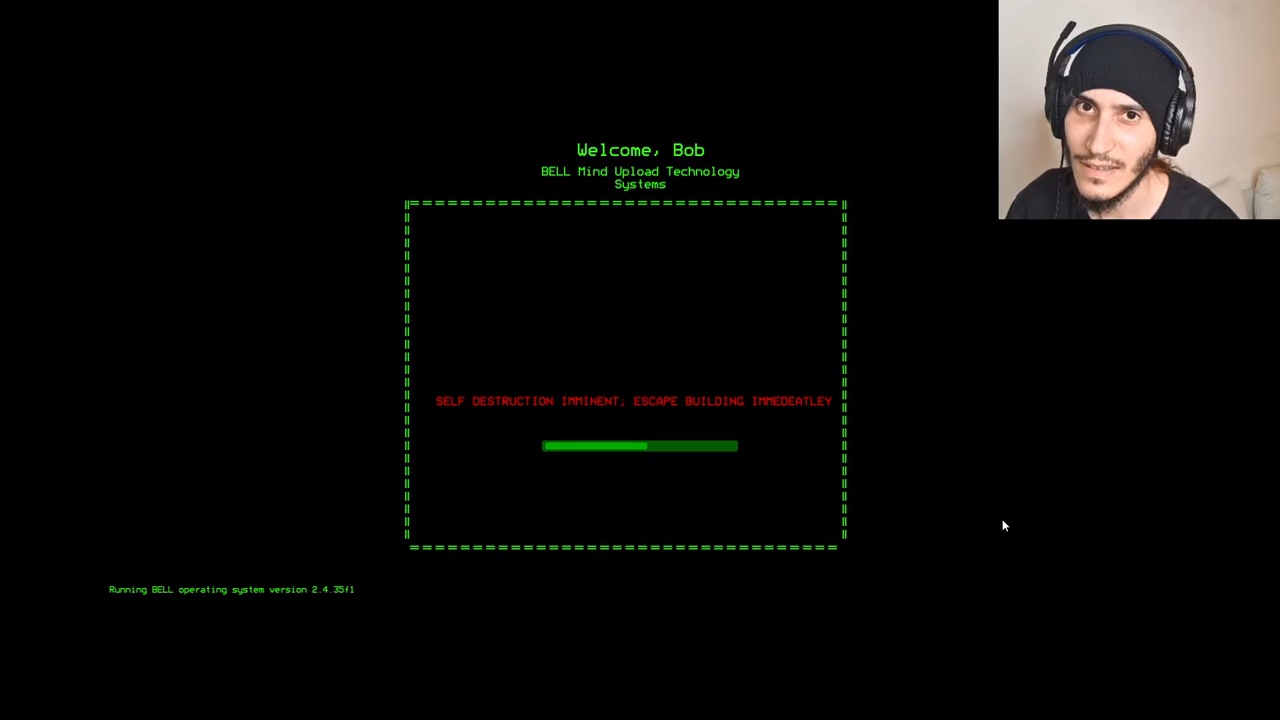 Welcome, Bob
BELL Mind Upload Technology
Systems
SELF DESTRUCTION IMMINENT; ESCAPE BUILDING IMMEDEATLEY
Running BELL operating system version 2.4.35f1